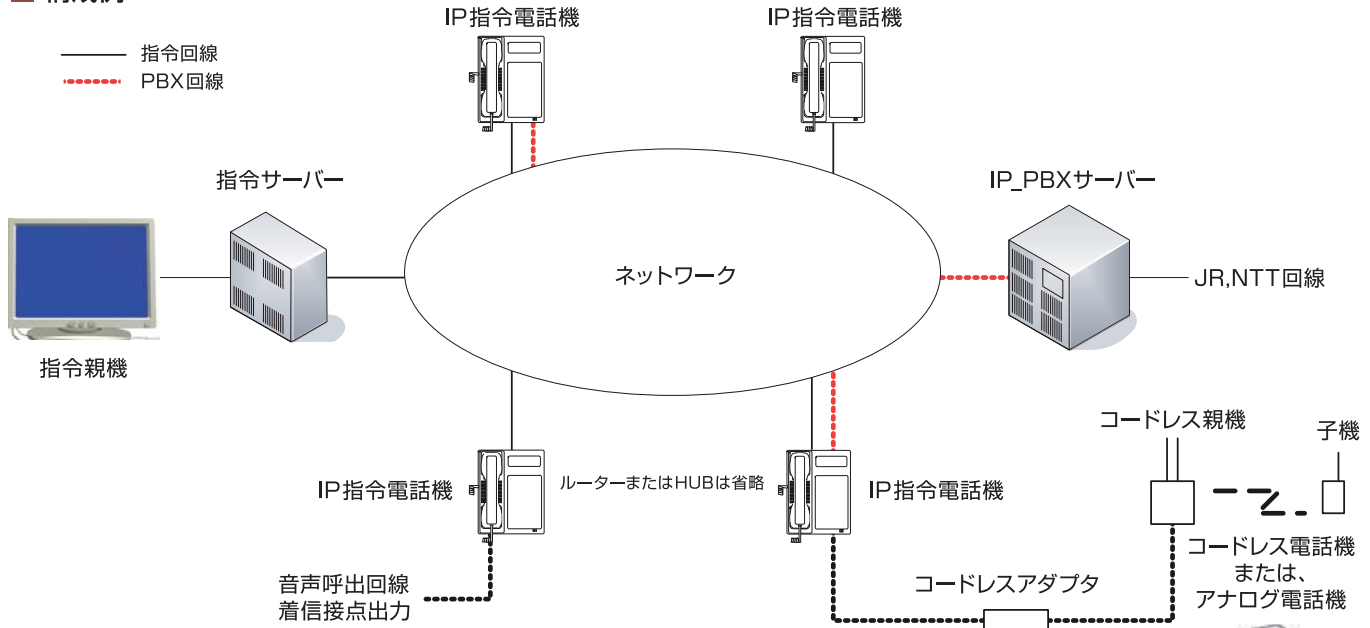 IP指令電話機
IP指令電話機
指令回線
PBX回線
指令サーバー
IP_PBXサーバー
ネットワーク
JR,NTT回線
指令親機
コードレス親機
子機
IP指令電話機
ルーターまたはHUBは省略
IP指令電話機
コードレス電話機
または、
アナログ電話機
音声呼出回線
着信接点出力
コードレスアダプタ